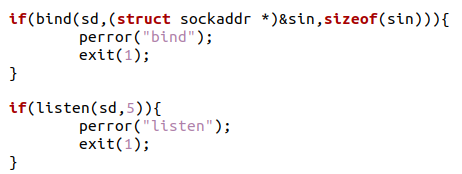 if(bind(sd,(struct sockaddr *)&sin,sizeof(sin))){
        perror("bind");
        exit(1);
}

if(listen(sd,5)){
        perror("listen");
        exit(1);
}